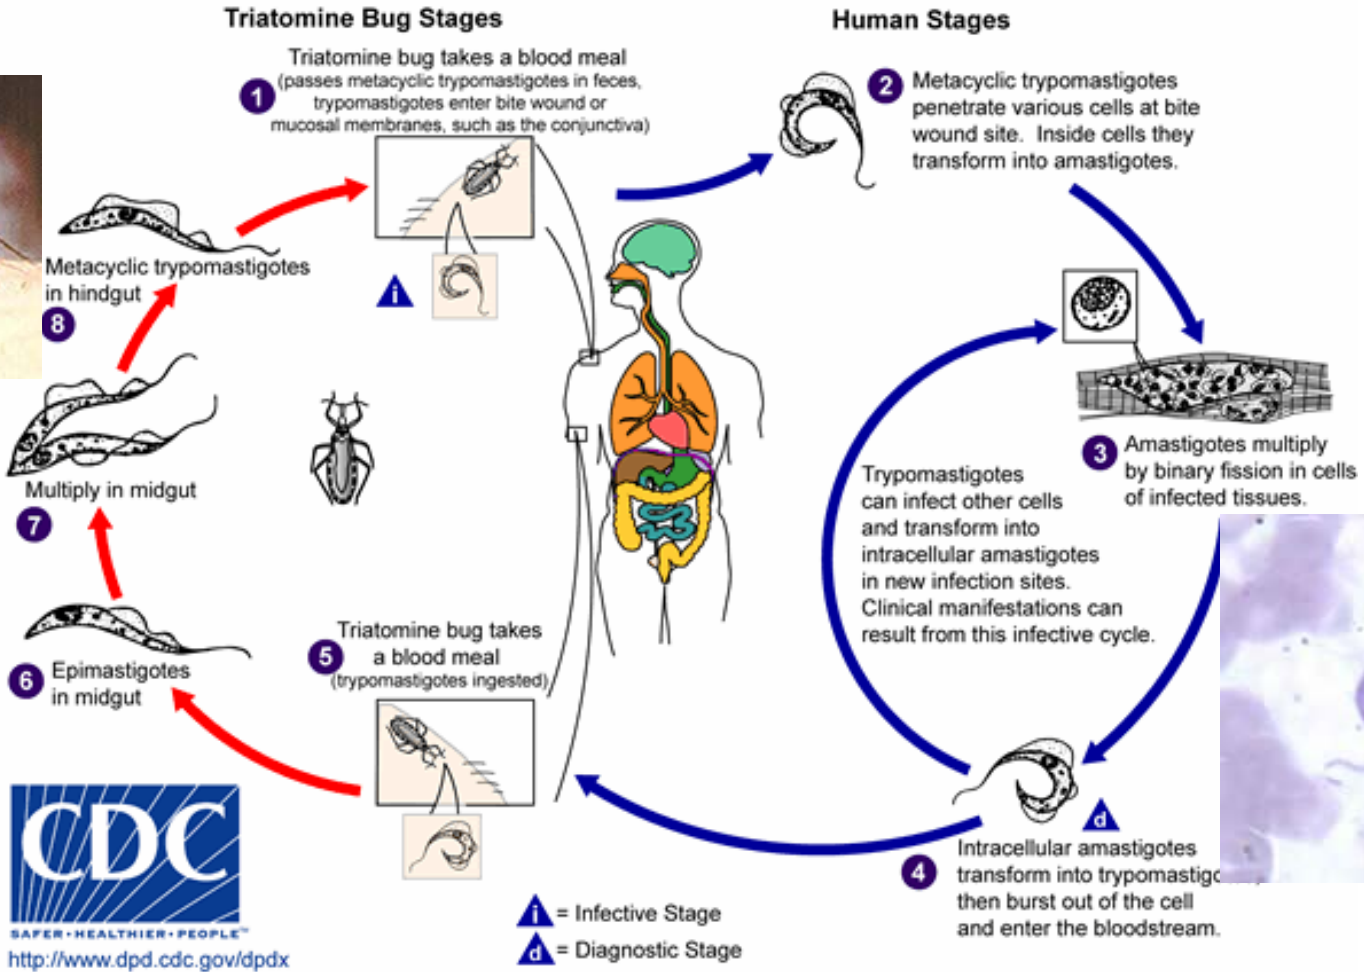 Triatomine Bug Stages
Human Stages
1
Triatomine bug takes a blood meal
(passes metacyclic trypomastigotes in feces,
trypomastigotes enter bite wound or
mucosal membranes, such as the conjunctiva)
2
Metacyclic trypomastigotes
penetrate various cells at bite
wound site. Inside cells they
transform into amastigotes.
i
Metacyclic trypomastigotes
in hindgut
8
3
Amastigotes multiply
by binary fission in cells
of infected tissues.
Trypomastigotes
can infect other cells
and transform into
intracellular amastigotes
in new infection sites.
Clinical manifestations can
result from this infective cycle.
Multiply in midgut
7
5
Triatomine bug takes
a blood meal
(trypomastigotes ingested)
6
Epimastigotes
in midgut
d
4
Intracellular amastigotes
transform into
then burst out of the cell
and enter the bloodstream.
CDC
SAFER•HEALTHIER•PEOPLE™
http://www.dpd.cdc.gov/dpdx
i = Infective Stage
d = Diagnostic Stage